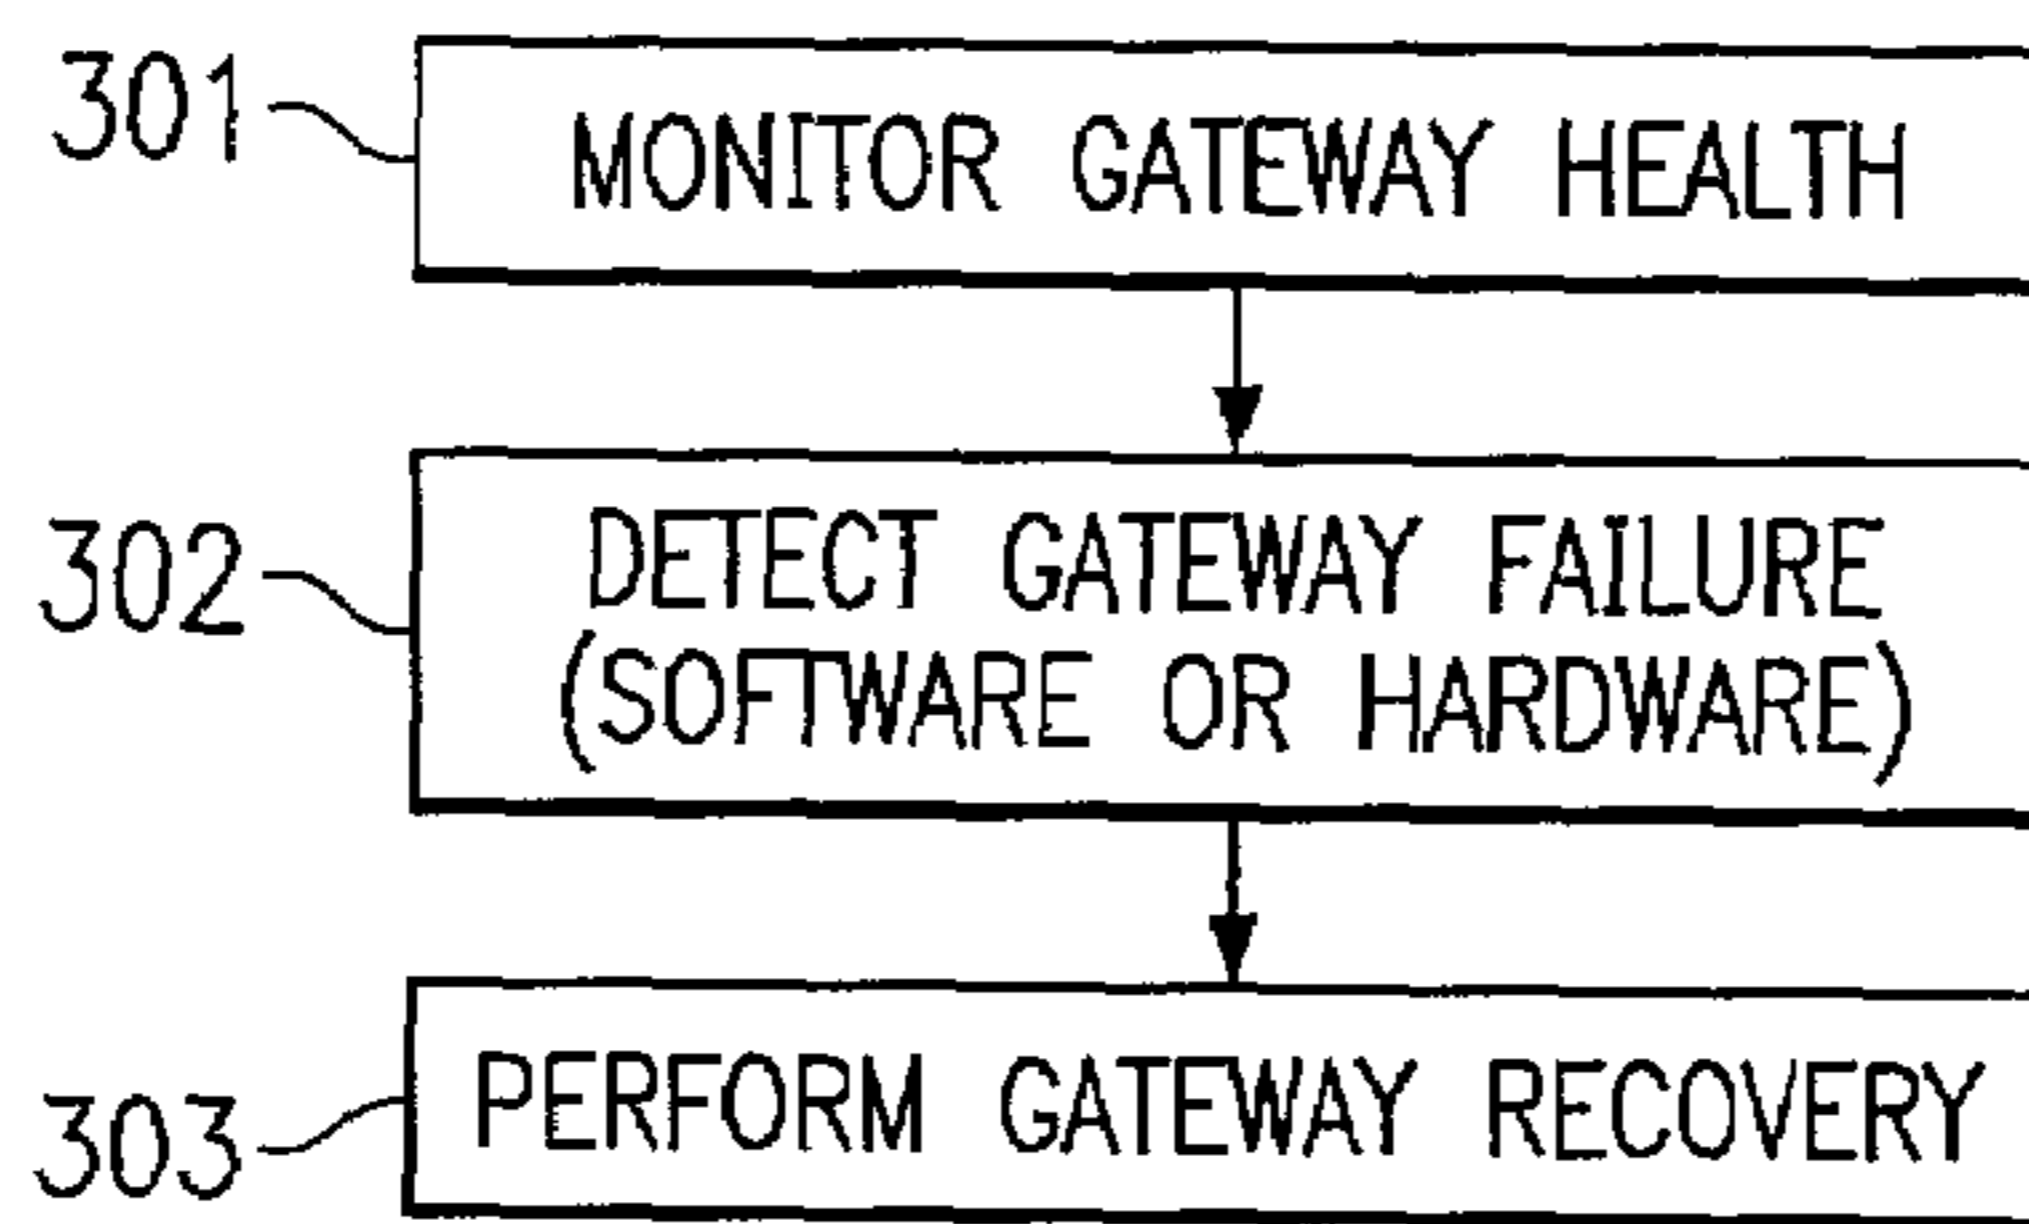 301
MONITOR GATEWAY HEALTH
302
DETECT GATEWAY FAILURE
(SOFTWARE OR HARDWARE)
303
PERFORM GATEWAY RECOVERY